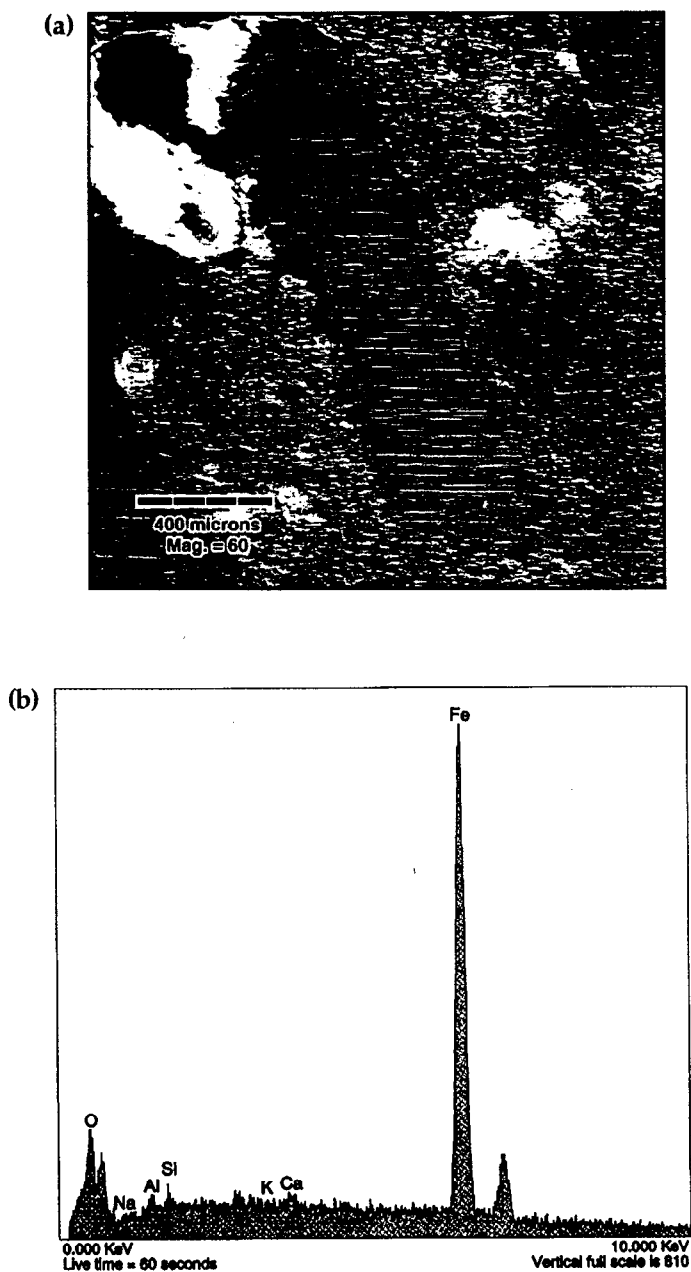 (a)
400 microns
Mag. = 60
(b)
Fe
O
Na
Al
Si
K
Ca
0.000 KeV
10.000 KeV
Live time = 60 seconds
Vertical full scale is 810